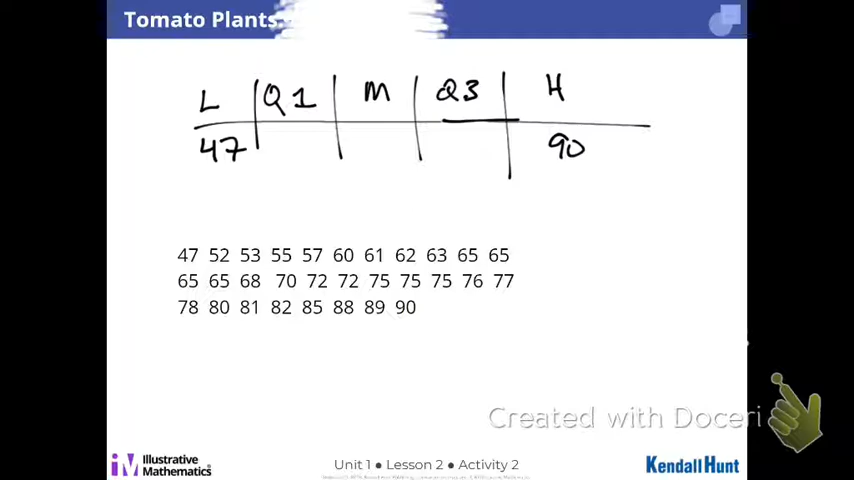 Tomato Plants:
L Q1 M Q3 H
47 90
47 52 53 55 57 60 61 62 63 65 65
65 65 68 70 72 72 75 75 75 76 77
78 80 81 82 85 88 89 90
Created with Doceri
Illustrative
Mathematics®
Unit 1 ● Lesson 2 ● Activity 2
Kendall Hunt